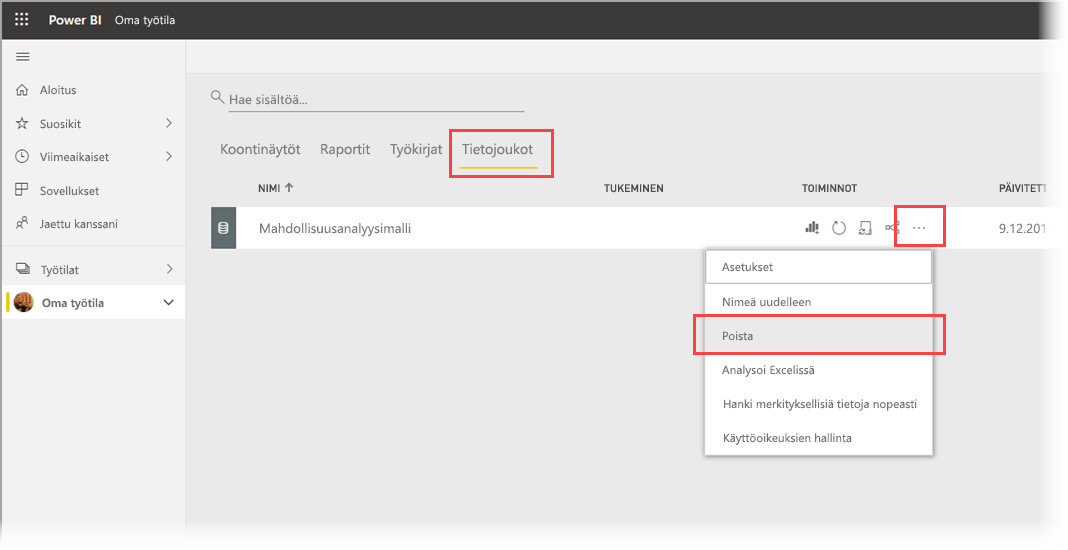 Power BI Oma työtila
Aloitus
Suosikit
Viimeaikaiset
Sovellukset
Jaettu kanssani
Työtilat
Oma työtila
Hae sisältöä...
Koontinäytöt Raportit Työkirjat Tietojoukot
NIMI TUKEMINEN TOIMINNOT PÄIVITETT
Mahdollisuusanalyysimalli 9.12.201
Asetukset
Nimeä uudelleen
Poista
Analysoi Excelissä
Hanki merkityksellisiä tietoja nopeasti
Käyttöoikeuksien hallinta